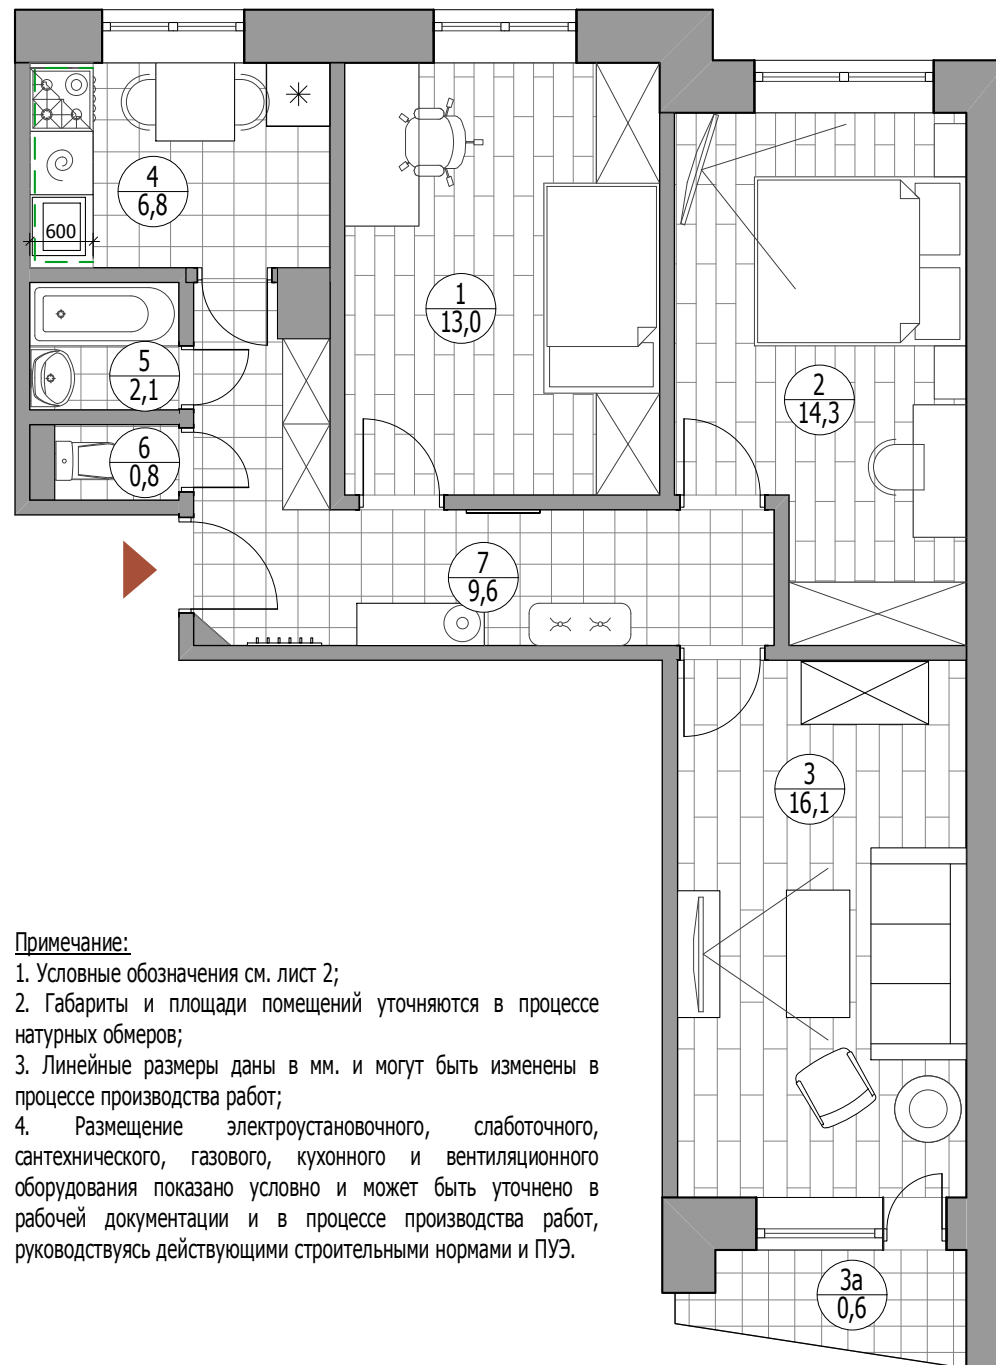 4
6,8
600
1
13,0
5
2,1
2
14,3
6
0,8
7
9,6
3
16,1
Примечание:
1. Условные обозначения см. лист 2;
2. Габариты и площади помещений уточняются в процессе
натурных обмеров;
3. Линейные размеры даны в мм. и могут быть изменены в
процессе производства работ;
4. Размещение электроустановочного, слаботочного,
сантехнического, газового, кухонного и вентиляционного
оборудования показано условно и может быть уточнено в
рабочей документации и в процессе производства работ,
руководствуясь действующими строительными нормами и ПУЭ.
3а
0,6